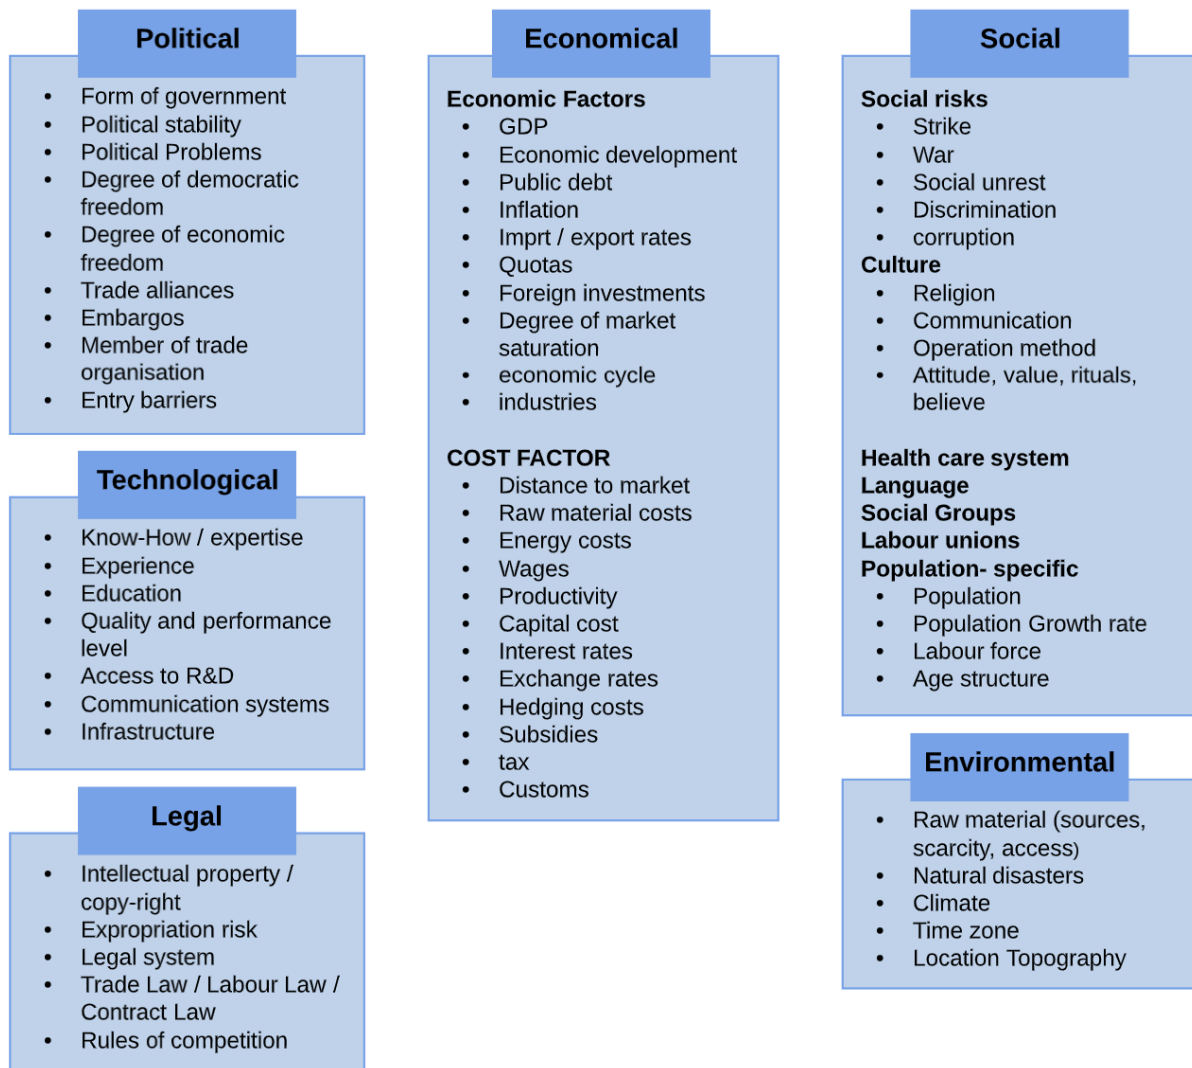 Political
Form of government
Political stability
Political Problems
Degree of democratic
freedom
Degree of economic
freedom
Trade alliances
Embargos
Member of trade
organisation
Entry barriers
Technological
Know-How / expertise
Experience
Education
Quality and performance
level
Access to R&D
Communication systems
Infrastructure
Legal
Intellectual property /
copy-right
Expropriation risk
Legal system
Trade Law / Labour Law /
Contract Law
Rules of competition
Economical
Economic Factors
GDP
Economic development
Public debt
Inflation
Imprt / export rates
Quotas
Foreign investments
Degree of market
saturation
economic cycle
industries
COST FACTOR
Distance to market
Raw material costs
Energy costs
Wages
Productivity
Capital cost
Interest rates
Exchange rates
Hedging costs
Subsidies
tax
Customs
Social
Social risks
Strike
War
Social unrest
Discrimination
corruption
Culture
Religion
Communication
Operation method
Attitude, value, rituals,
believe
Health care system
Language
Social Groups
Labour unions
Population- specific
Population
Population Growth rate
Labour force
Age structure
Environmental
Raw material (sources,
scarcity, access)
Natural disasters
Climate
Time zone
Location Topography